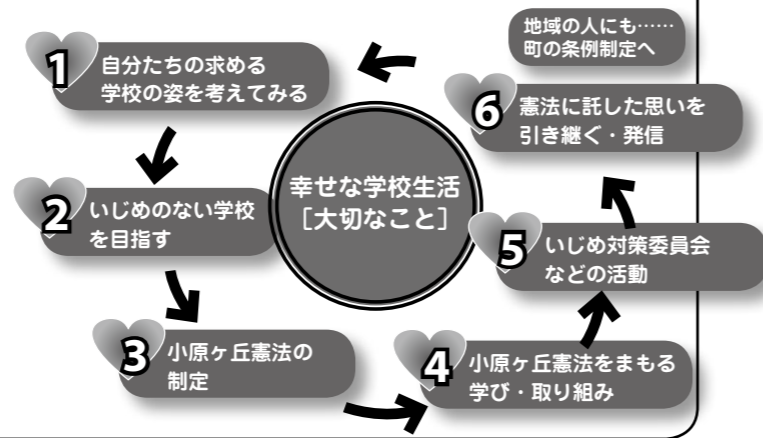 1
自分たちの求める
学校の姿を考えてみる
2
いじめのない学校
を目指す
3
小原ヶ丘憲法の
制定
4
小原ヶ丘憲法をまもる
学び・取り組み
5
いじめ対策委員会
などの活動
6
憲法に託した思いを
引き継ぐ・発信
地域の人にも……
町の条例制定へ
幸せな学校生活
［大切なこと］